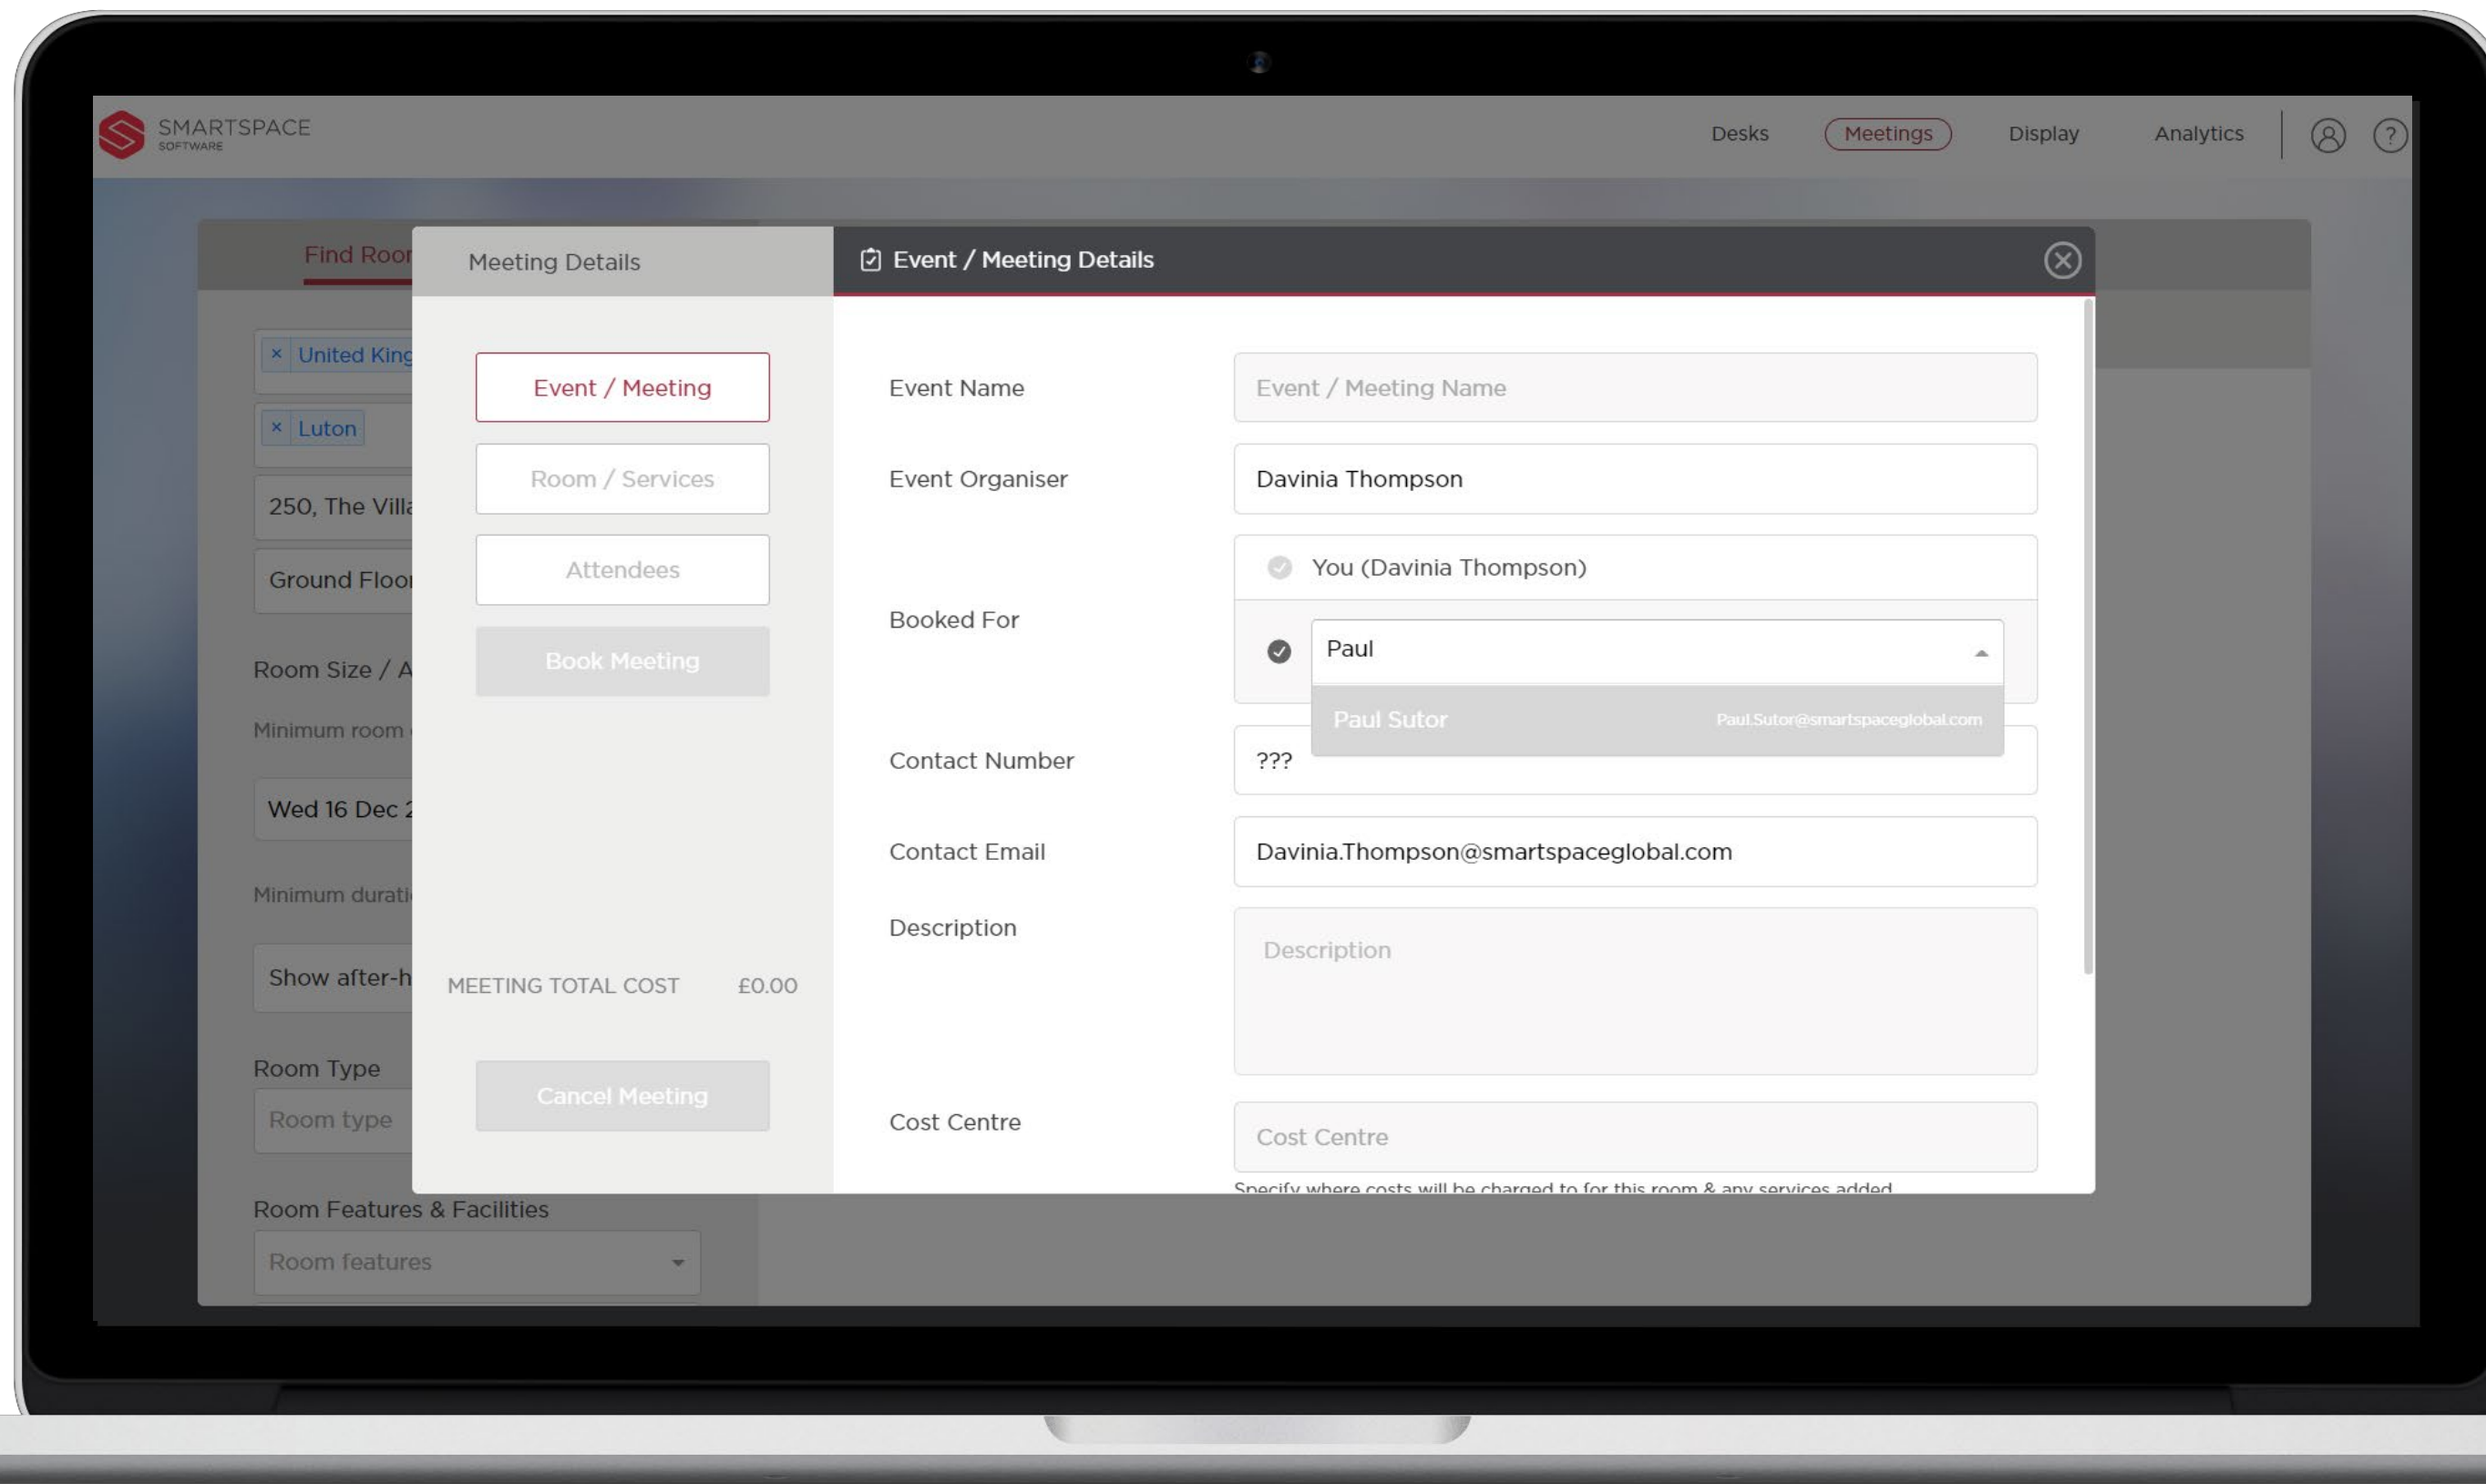 SMARTSPACE
SOFTWARE
Desks
Meetings
Display
Analytics
?
Find Roo
Meeting Details
Event / Meeting Details
× United King
× Luton
250, The Villa
Ground Floor
Room Size / A
Minimum room
Wed 16 Dec 2
Minimum durati
Show after-h
Room Type
Room type
Room Features & Facilities
Room features
Event / Meeting
Room / Services
Attendees
Book Meeting
MEETING TOTAL COST £0.00
Cancel Meeting
Event Name
Event / Meeting Name
Event Organiser
Davinia Thompson
Booked For
You (Davinia Thompson)
Paul
Paul Sutor Paul.Sutor@smartspaceglobal.com
Contact Number
???
Contact Email
Davinia.Thompson@smartspaceglobal.com
Description
Description
Cost Centre
Cost Centre
Specify where costs will be charged to for this room & any services added